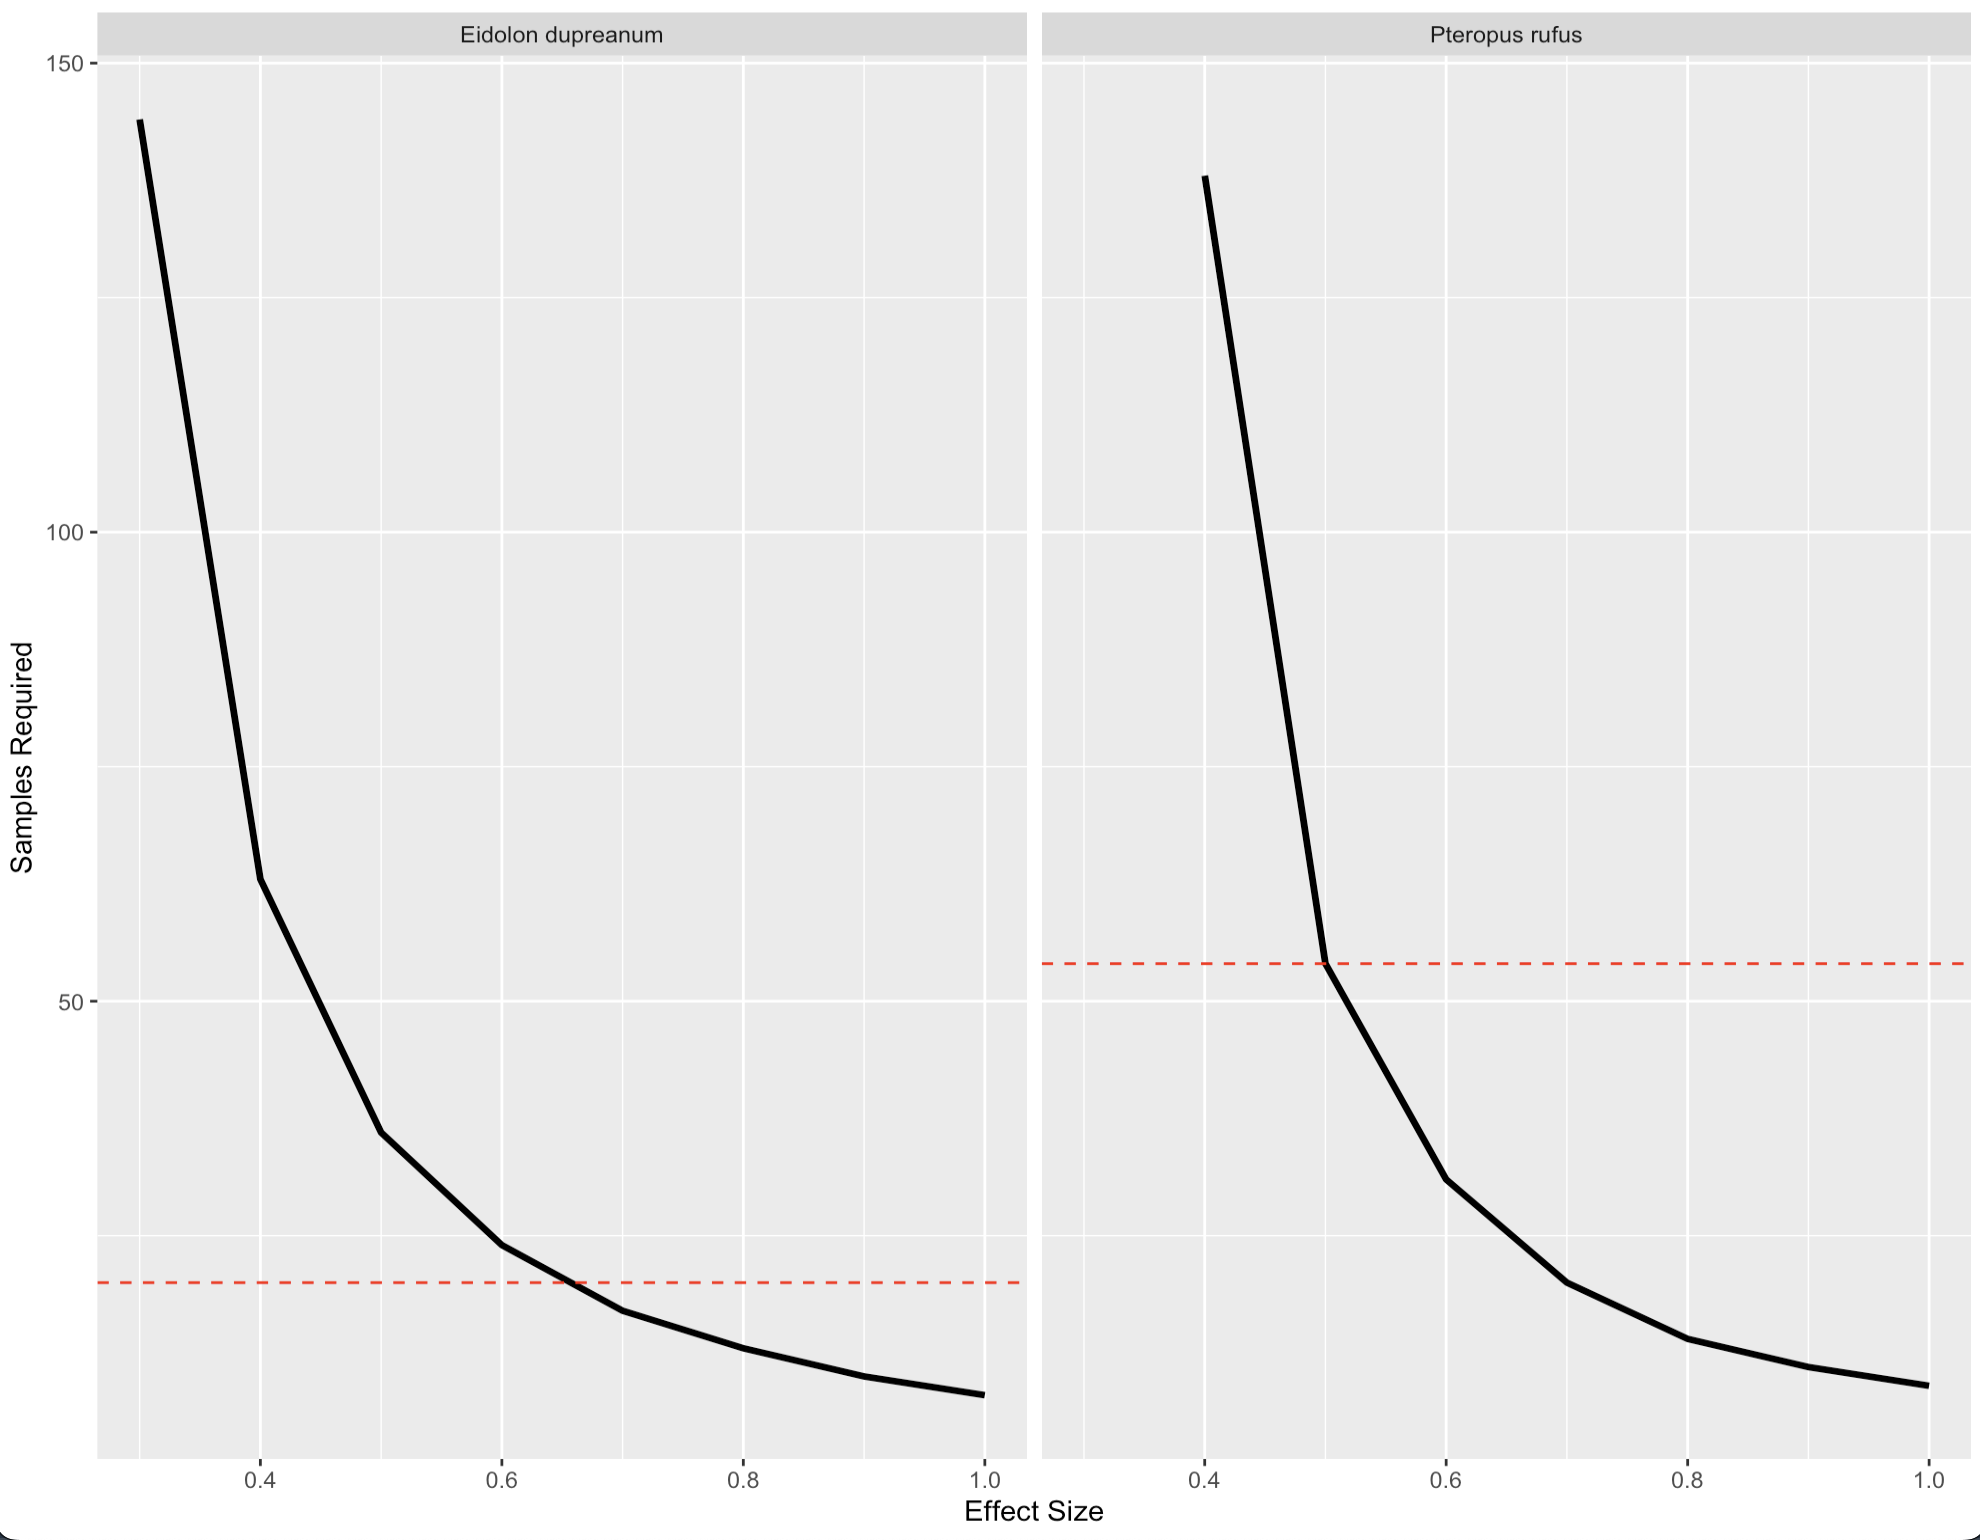 Eidolon dupreanum
Pteropus rufus
150
100
50
Samples Required
0.4 0.6 0.8 1.0
0.4 0.6 0.8 1.0
Effect Size